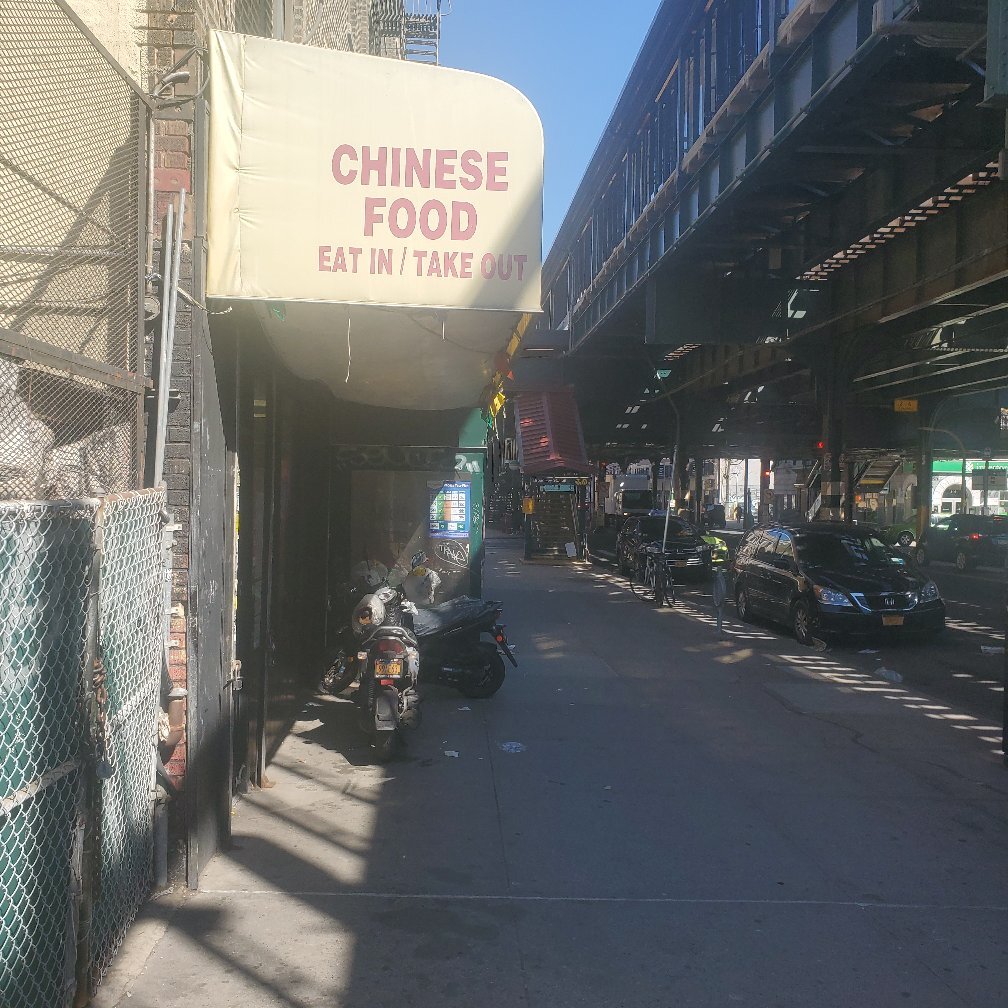 CHINESE
FOOD
EAT IN / TAKE OUT